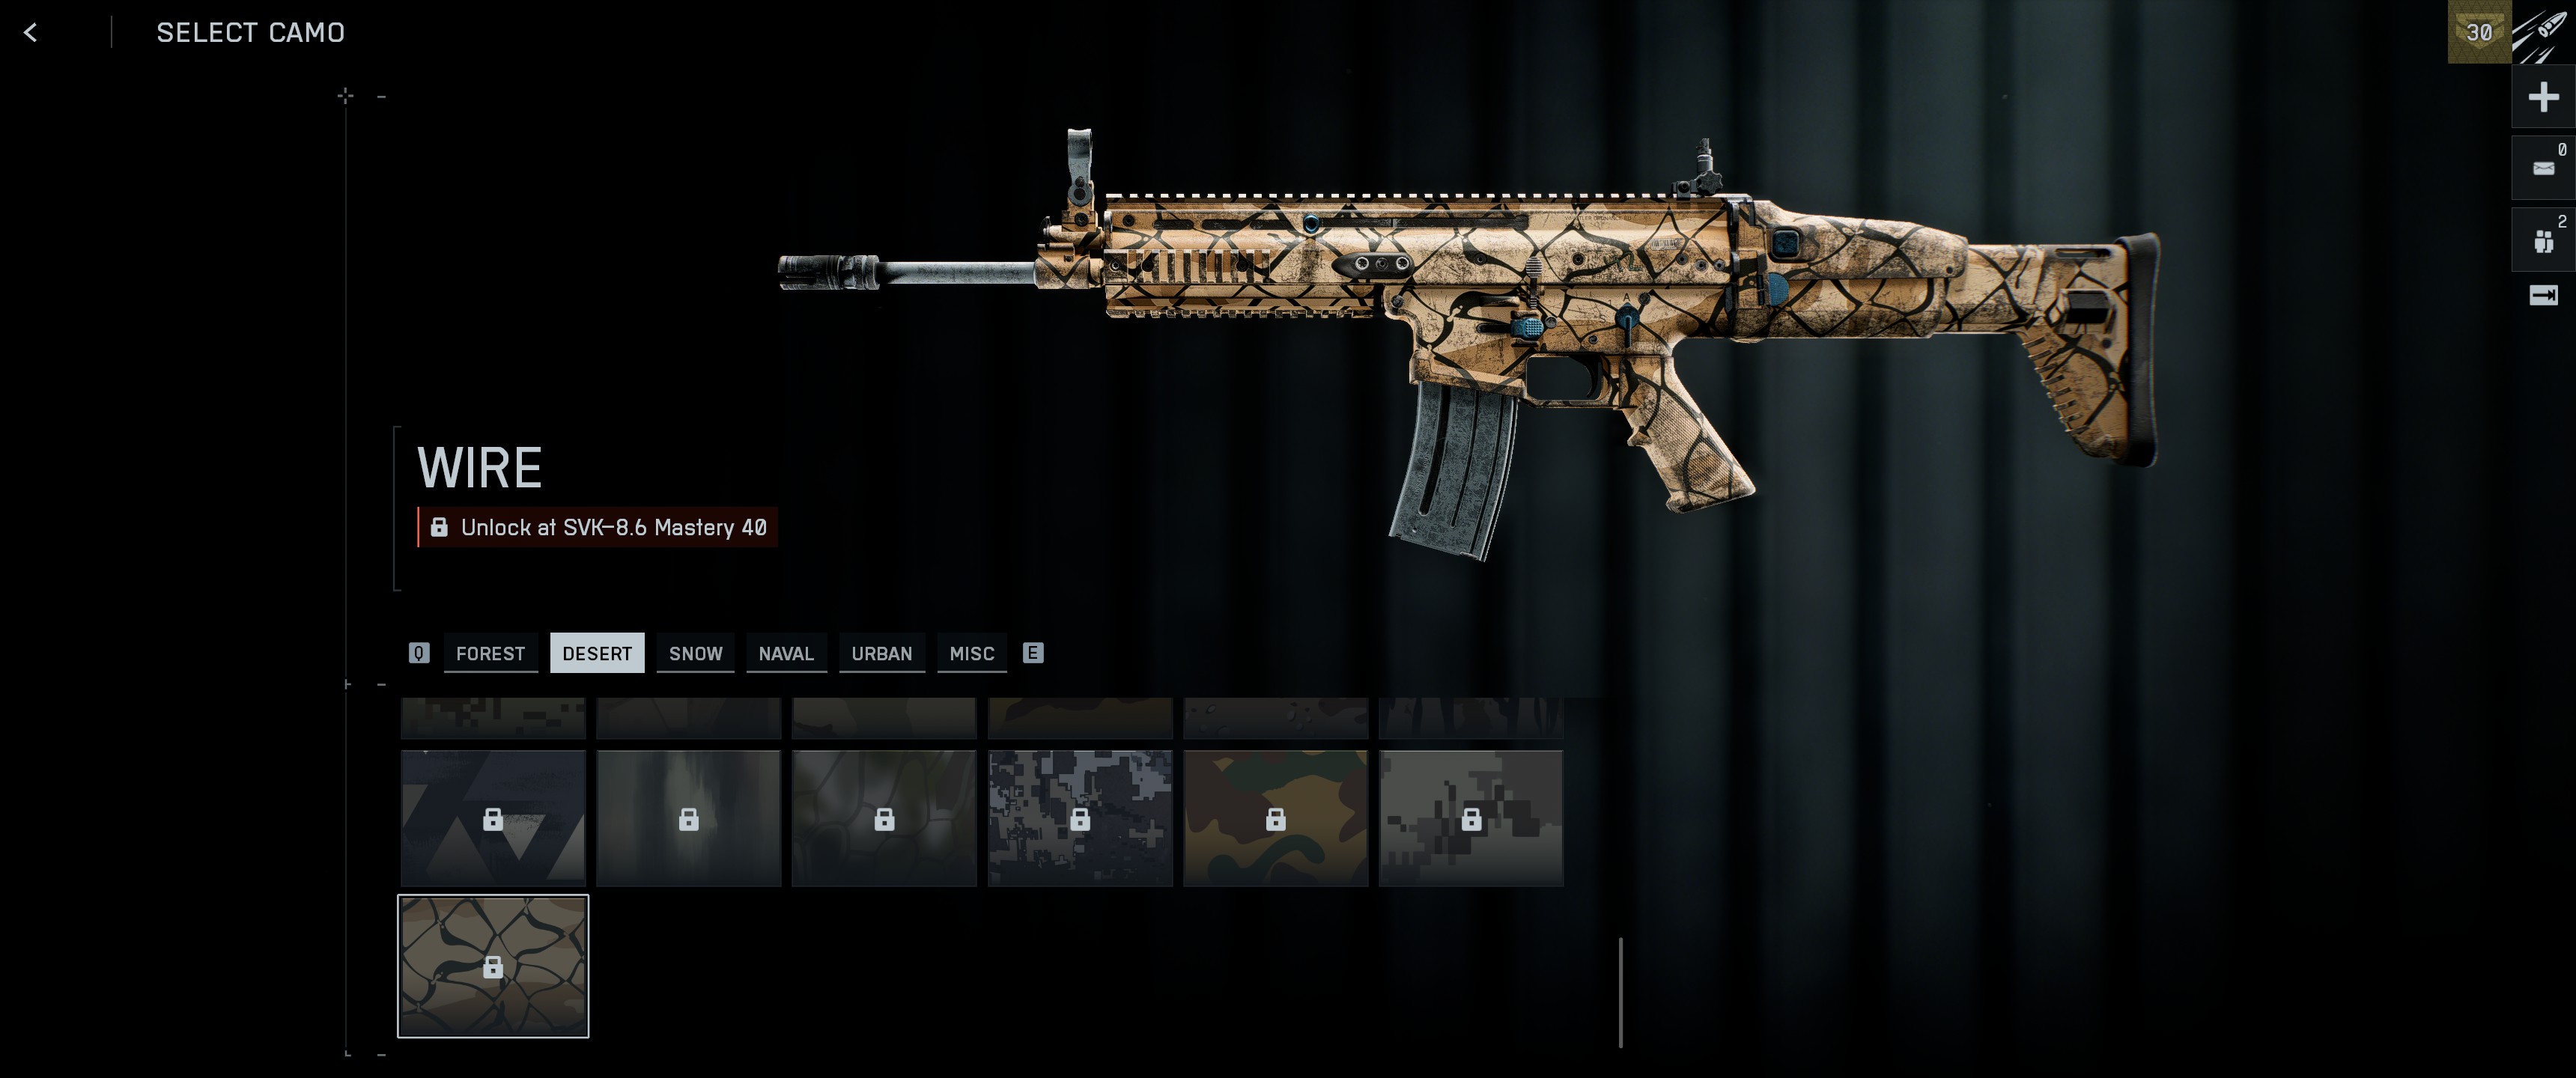 SELECT CAMO
30
0
2
WIRE
Unlock at SVK-8.6 Mastery 40
Q FOREST DESERT SNOW NAVAL URBAN MISC E
A